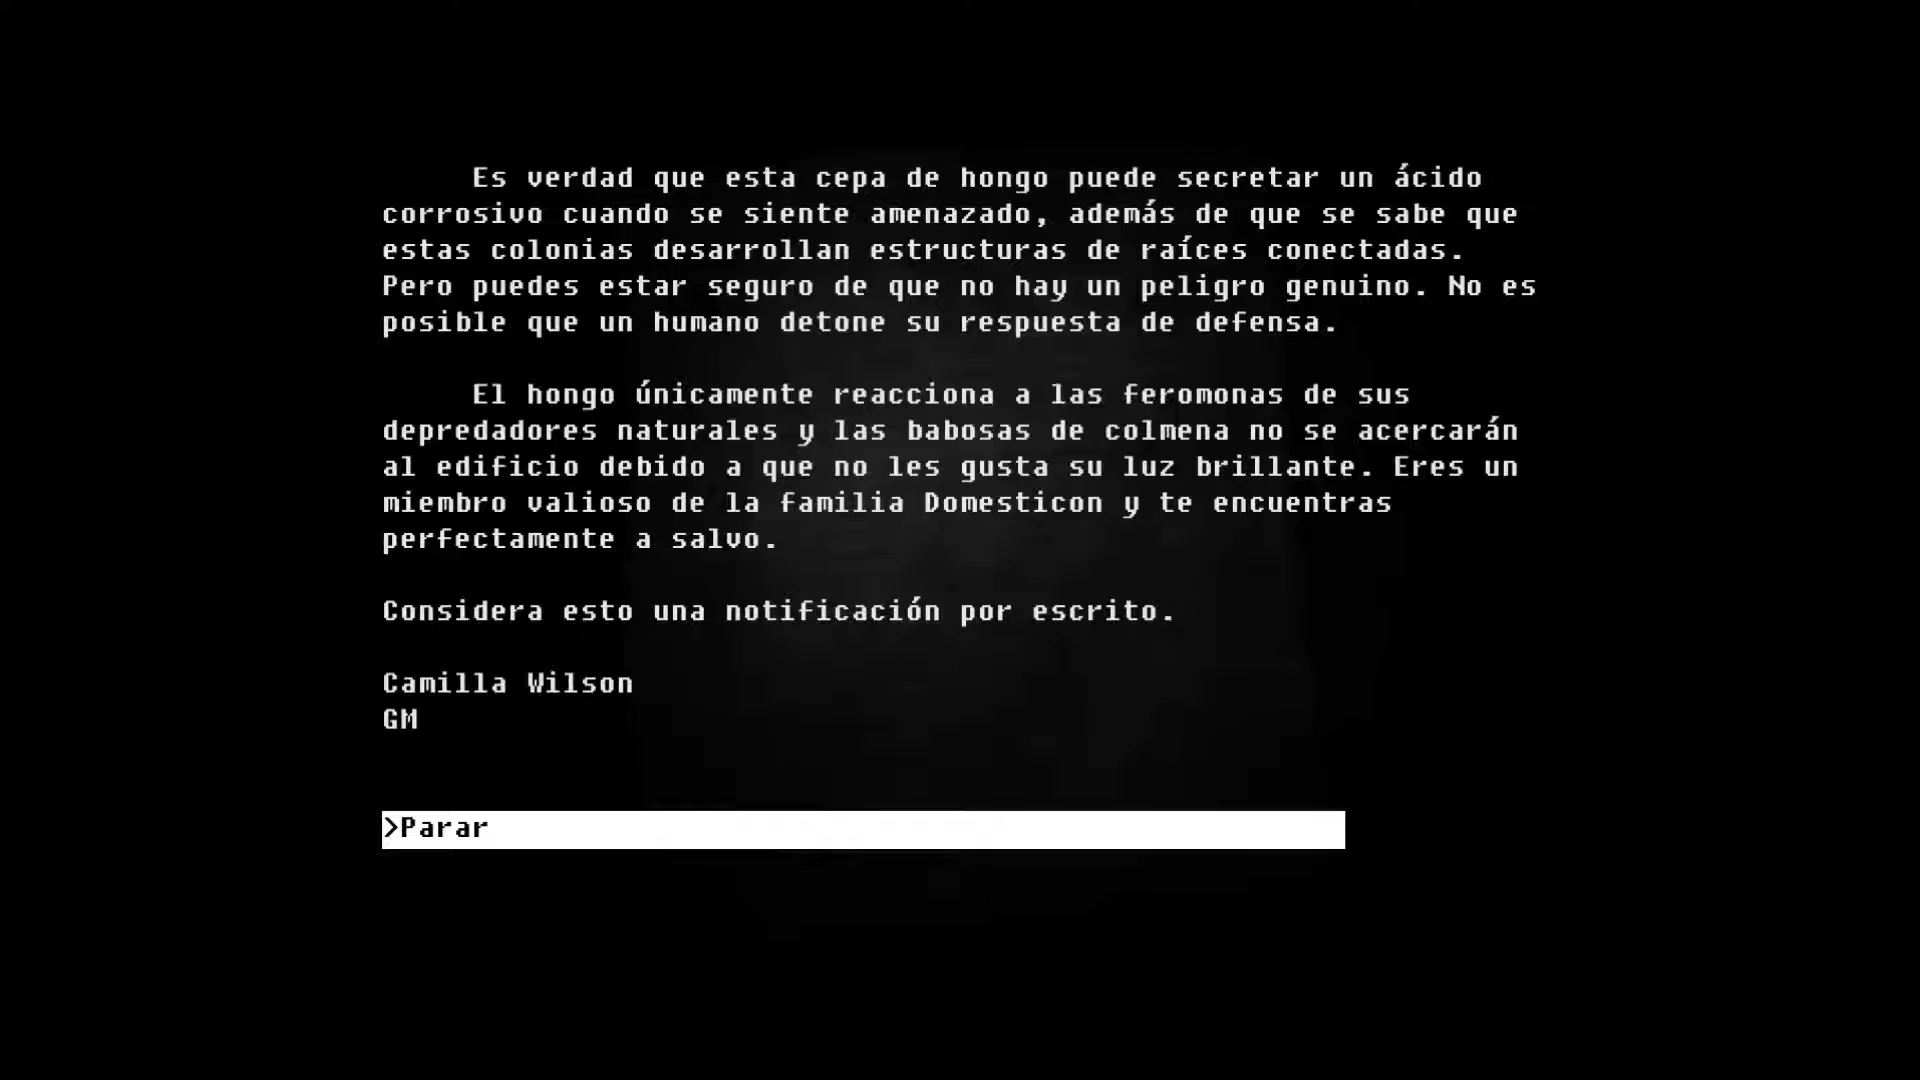 Es verdad que esta cepa de hongo puede secretar un ácido
corrosivo cuando se siente amenazado, además de que se sabe que
estas colonias desarrollan estructuras de raíces conectadas.
Pero puedes estar seguro de que no hay un peligro genuino. No es
posible que un humano detone su respuesta de defensa.
El hongo únicamente reacciona a las feromonas de sus
depredadores naturales y las babosas de colmena no se acercarán
al edificio debido a que no les gusta su luz brillante. Eres un
miembro valioso de la familia Domesticon y te encuentras
perfectamente a salvo.
Considera esto una notificación por escrito.
Camilla Wilson
GM
>Parar